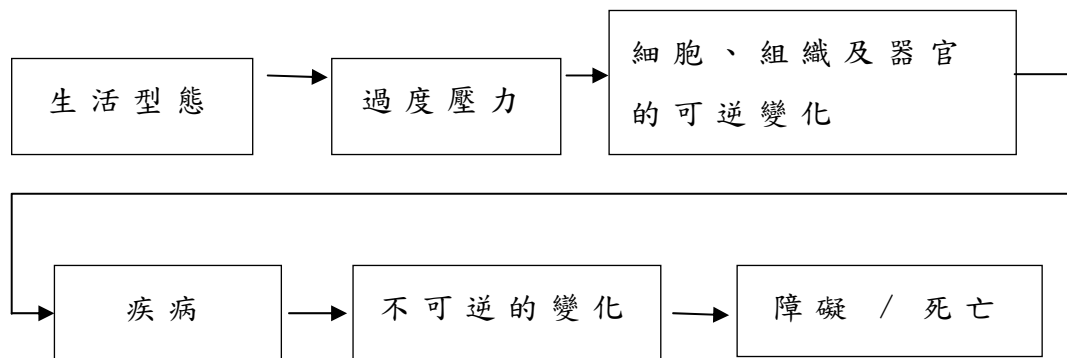 生活型態
過度壓力
細胞、組織及器官
的可逆變化
疾病
不可逆的變化
障礙 / 死亡